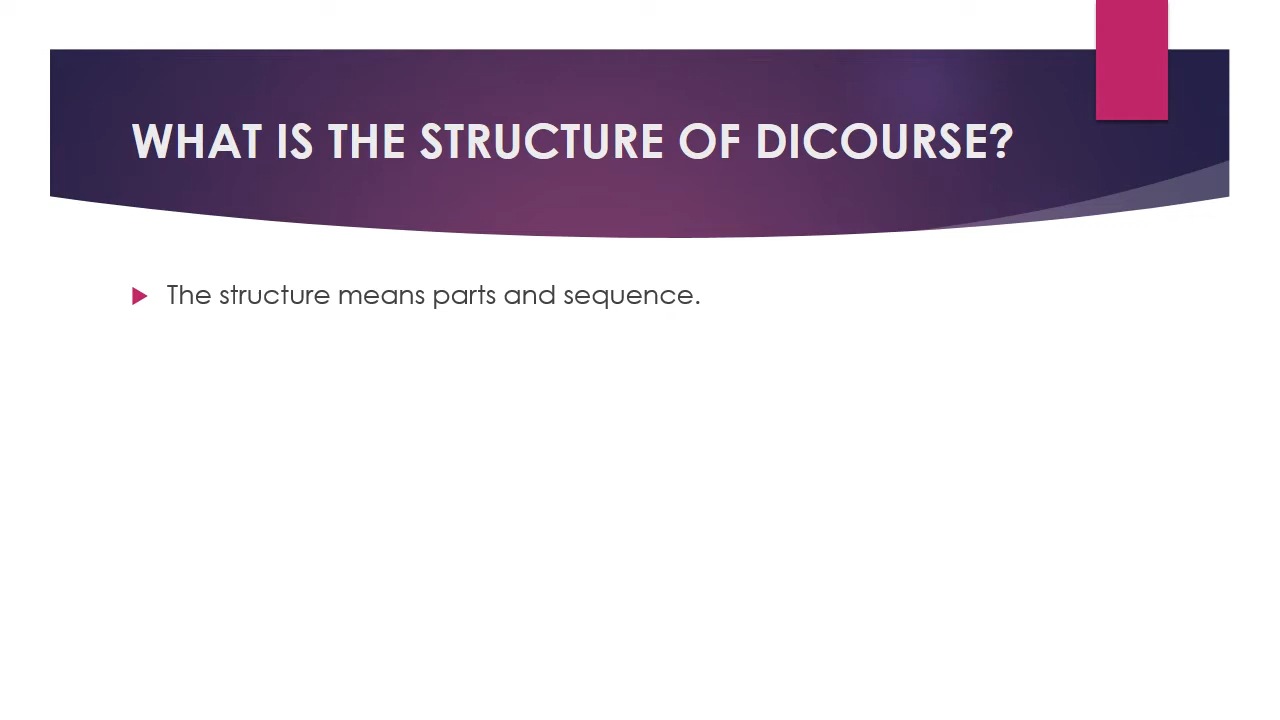 WHAT IS THE STRUCTURE OF DICOURSE?
The structure means parts and sequence.